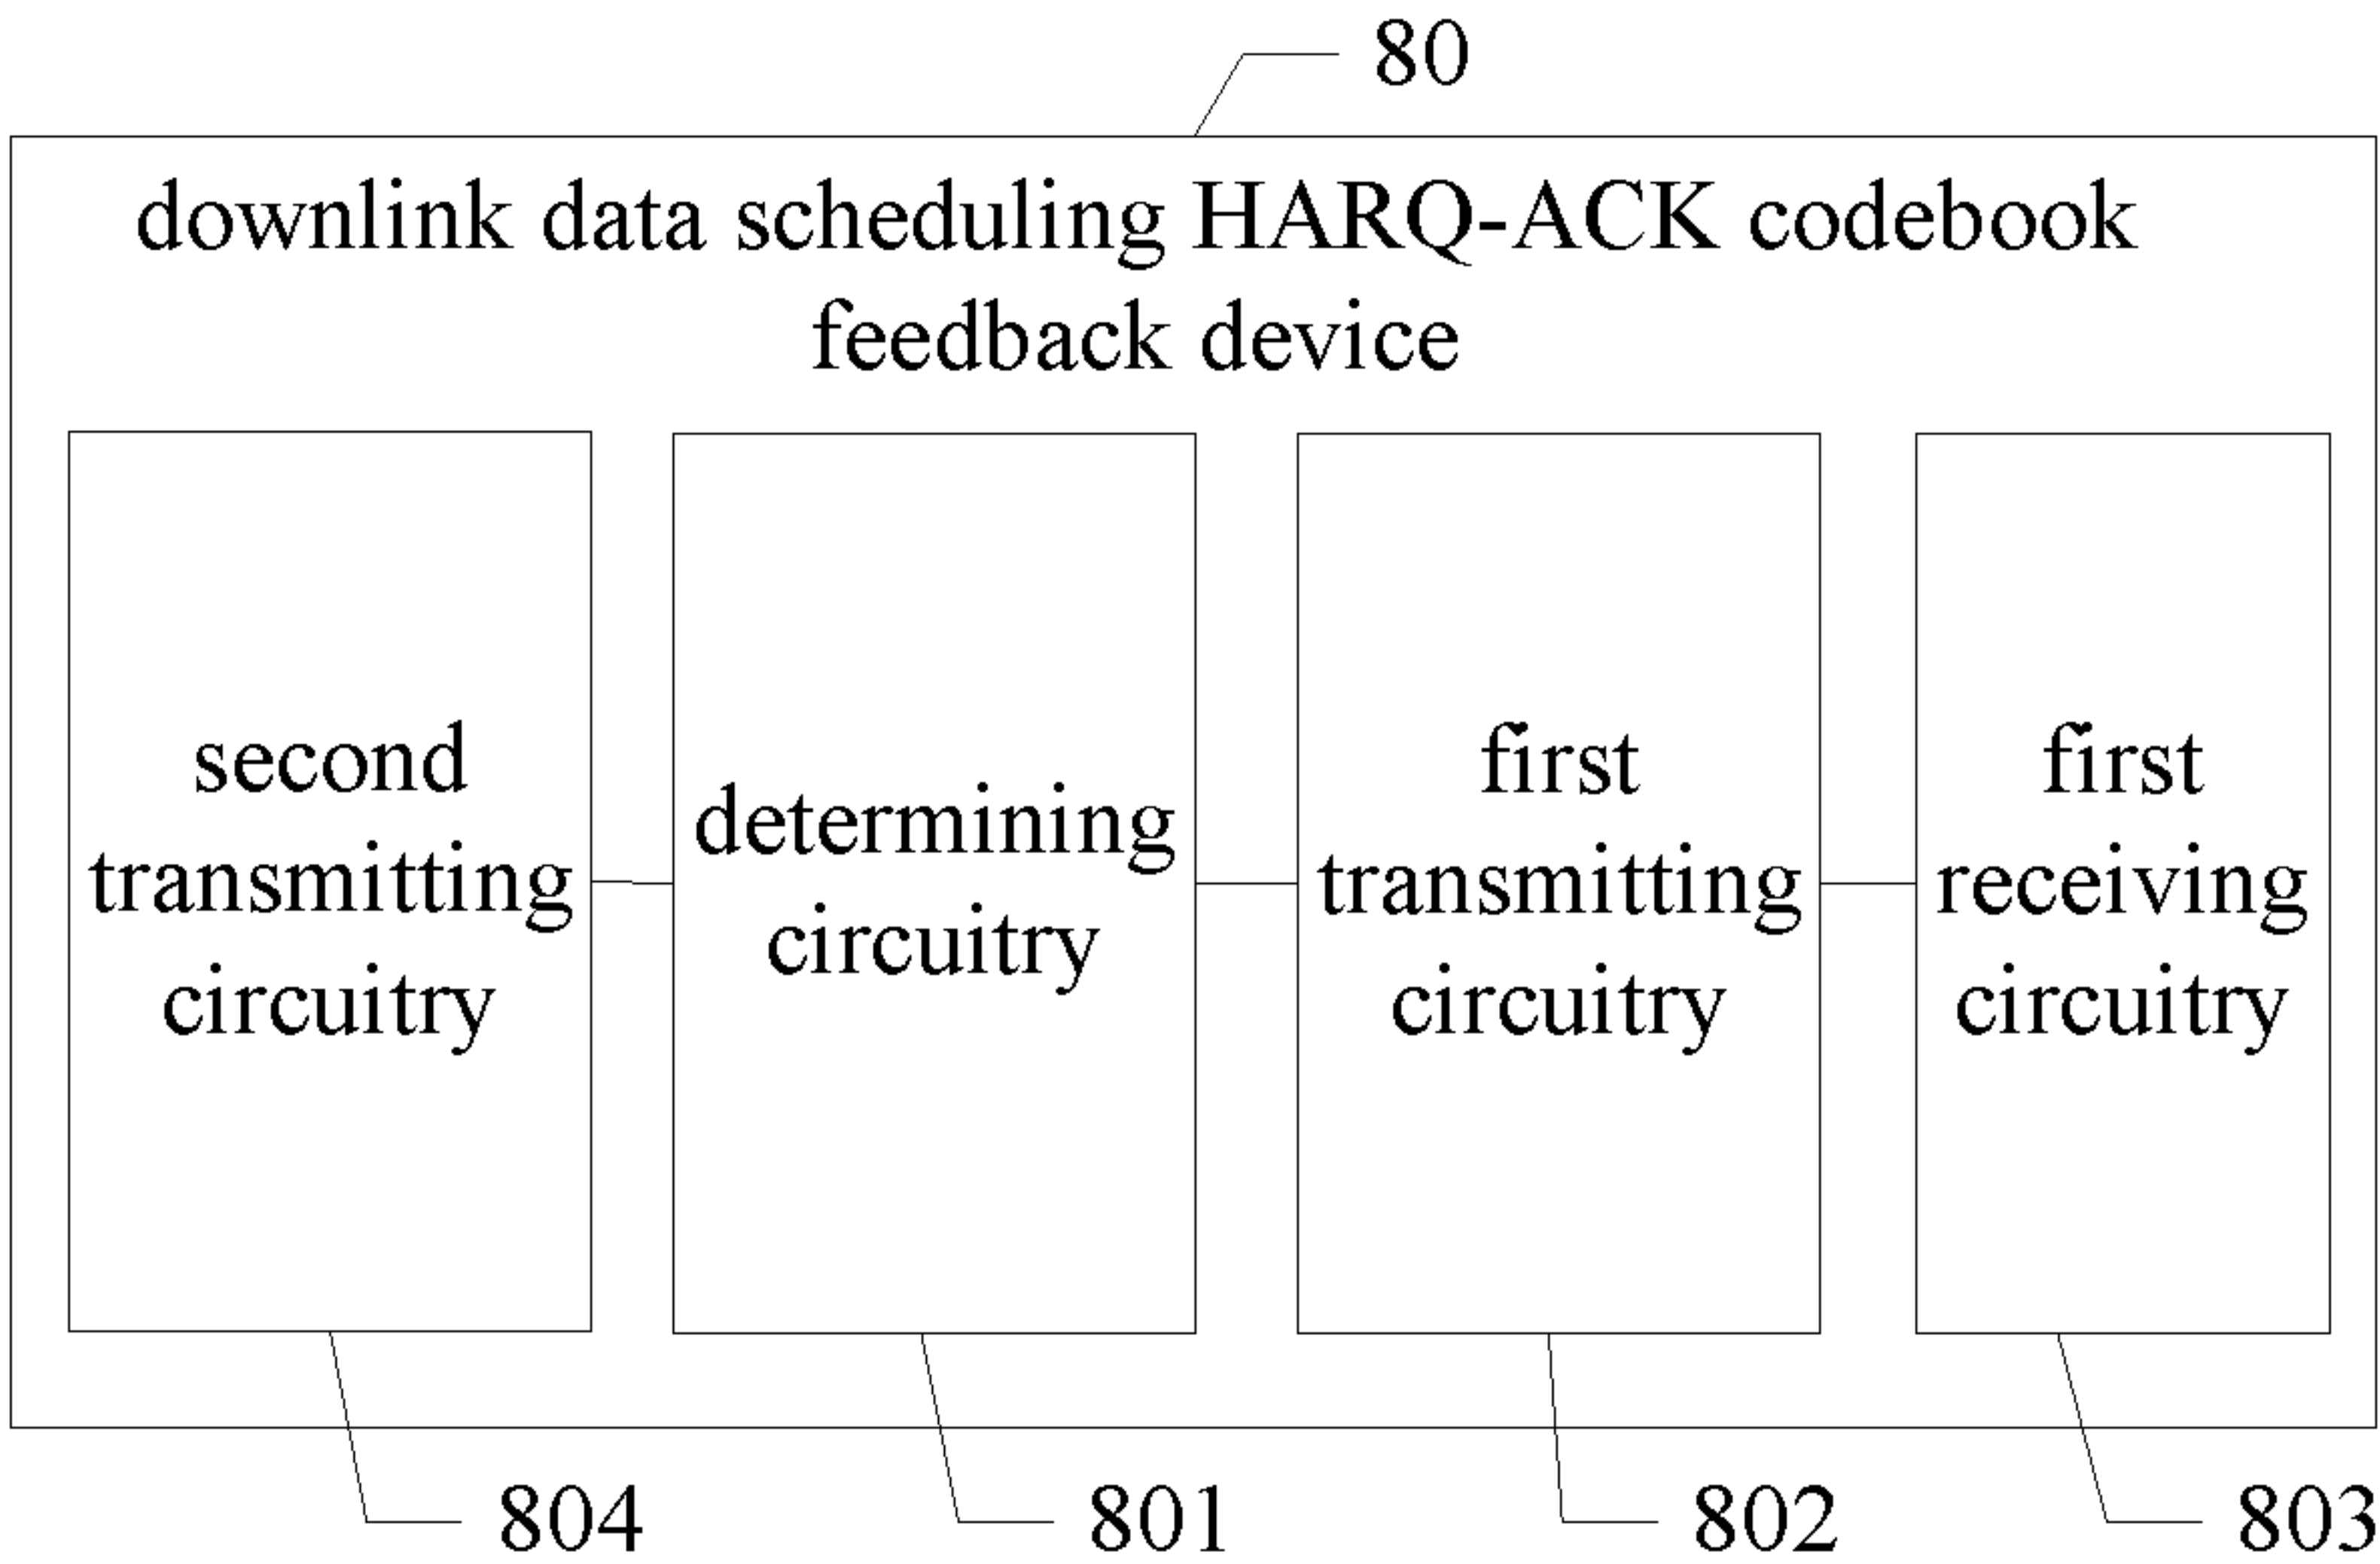 80
downlink data scheduling HARQ-ACK codebook
feedback device
second
transmitting
circuitry
determining
circuitry
first
transmitting
circuitry
first
receiving
circuitry
804
801
802
803